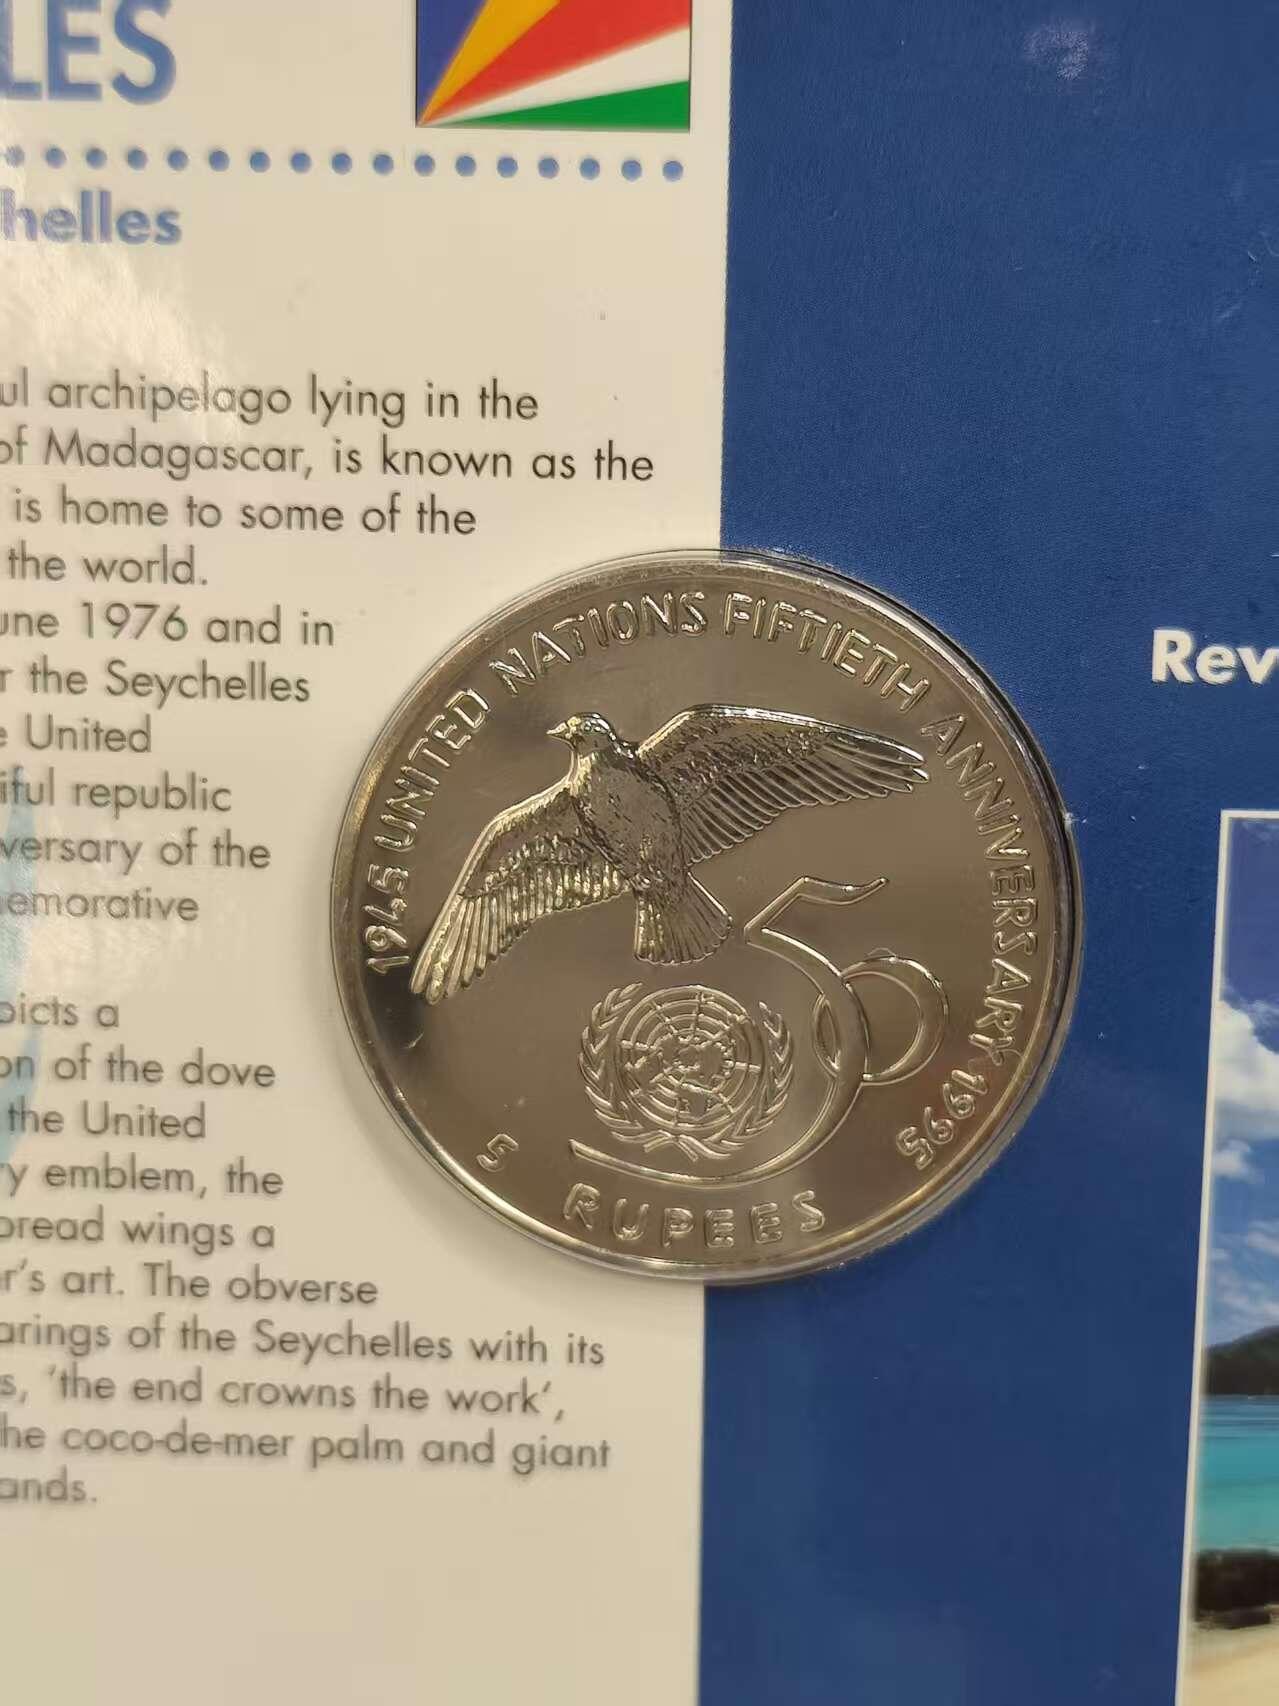 LES
helles
ul archipelago lying in the
of Madagascar, is known as the
is home to some of the
the world.
une 1976 and in
r the Seychelles
e United
iful republic
versary of the
emorative
picts a
on of the dove
the United
ry emblem, the
pread wings a
r's art. The obverse
arings of the Seychelles with its
s, 'the end crowns the work',
he coco-de-mer palm and giant
ands.
1945 UNITED NATIONS FIFTIETH ANNIVERSARY 1995
50
5 RUPEES
Rev